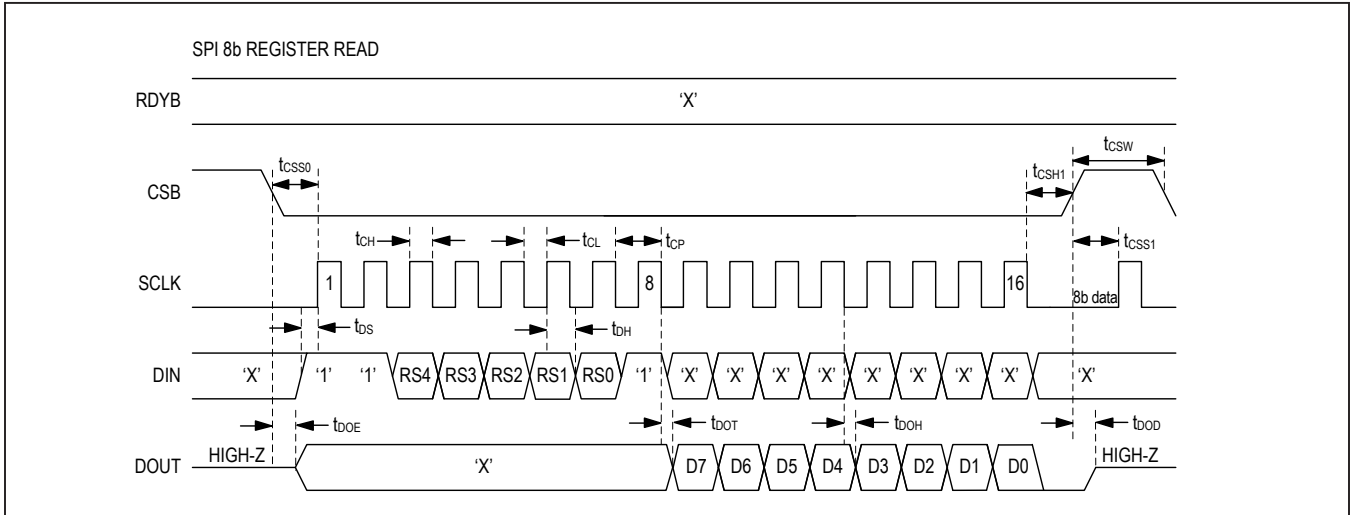 SPI 8b REGISTER READ
RDYB 'X'
tCSS0 tCSW
CSB tCSH1
tCH tCL tCP tCSS1
SCLK 1 8 16 8b data
tDS tDH
DIN 'X' '1' '1' RS4 RS3 RS2 RS1 RS0 '1' 'X' 'X' 'X' 'X' 'X' 'X' 'X' 'X' 'X'
tDOE tDOT tDOH tDOD
DOUT HIGH-Z 'X' D7 D6 D5 D4 D3 D2 D1 D0 HIGH-Z